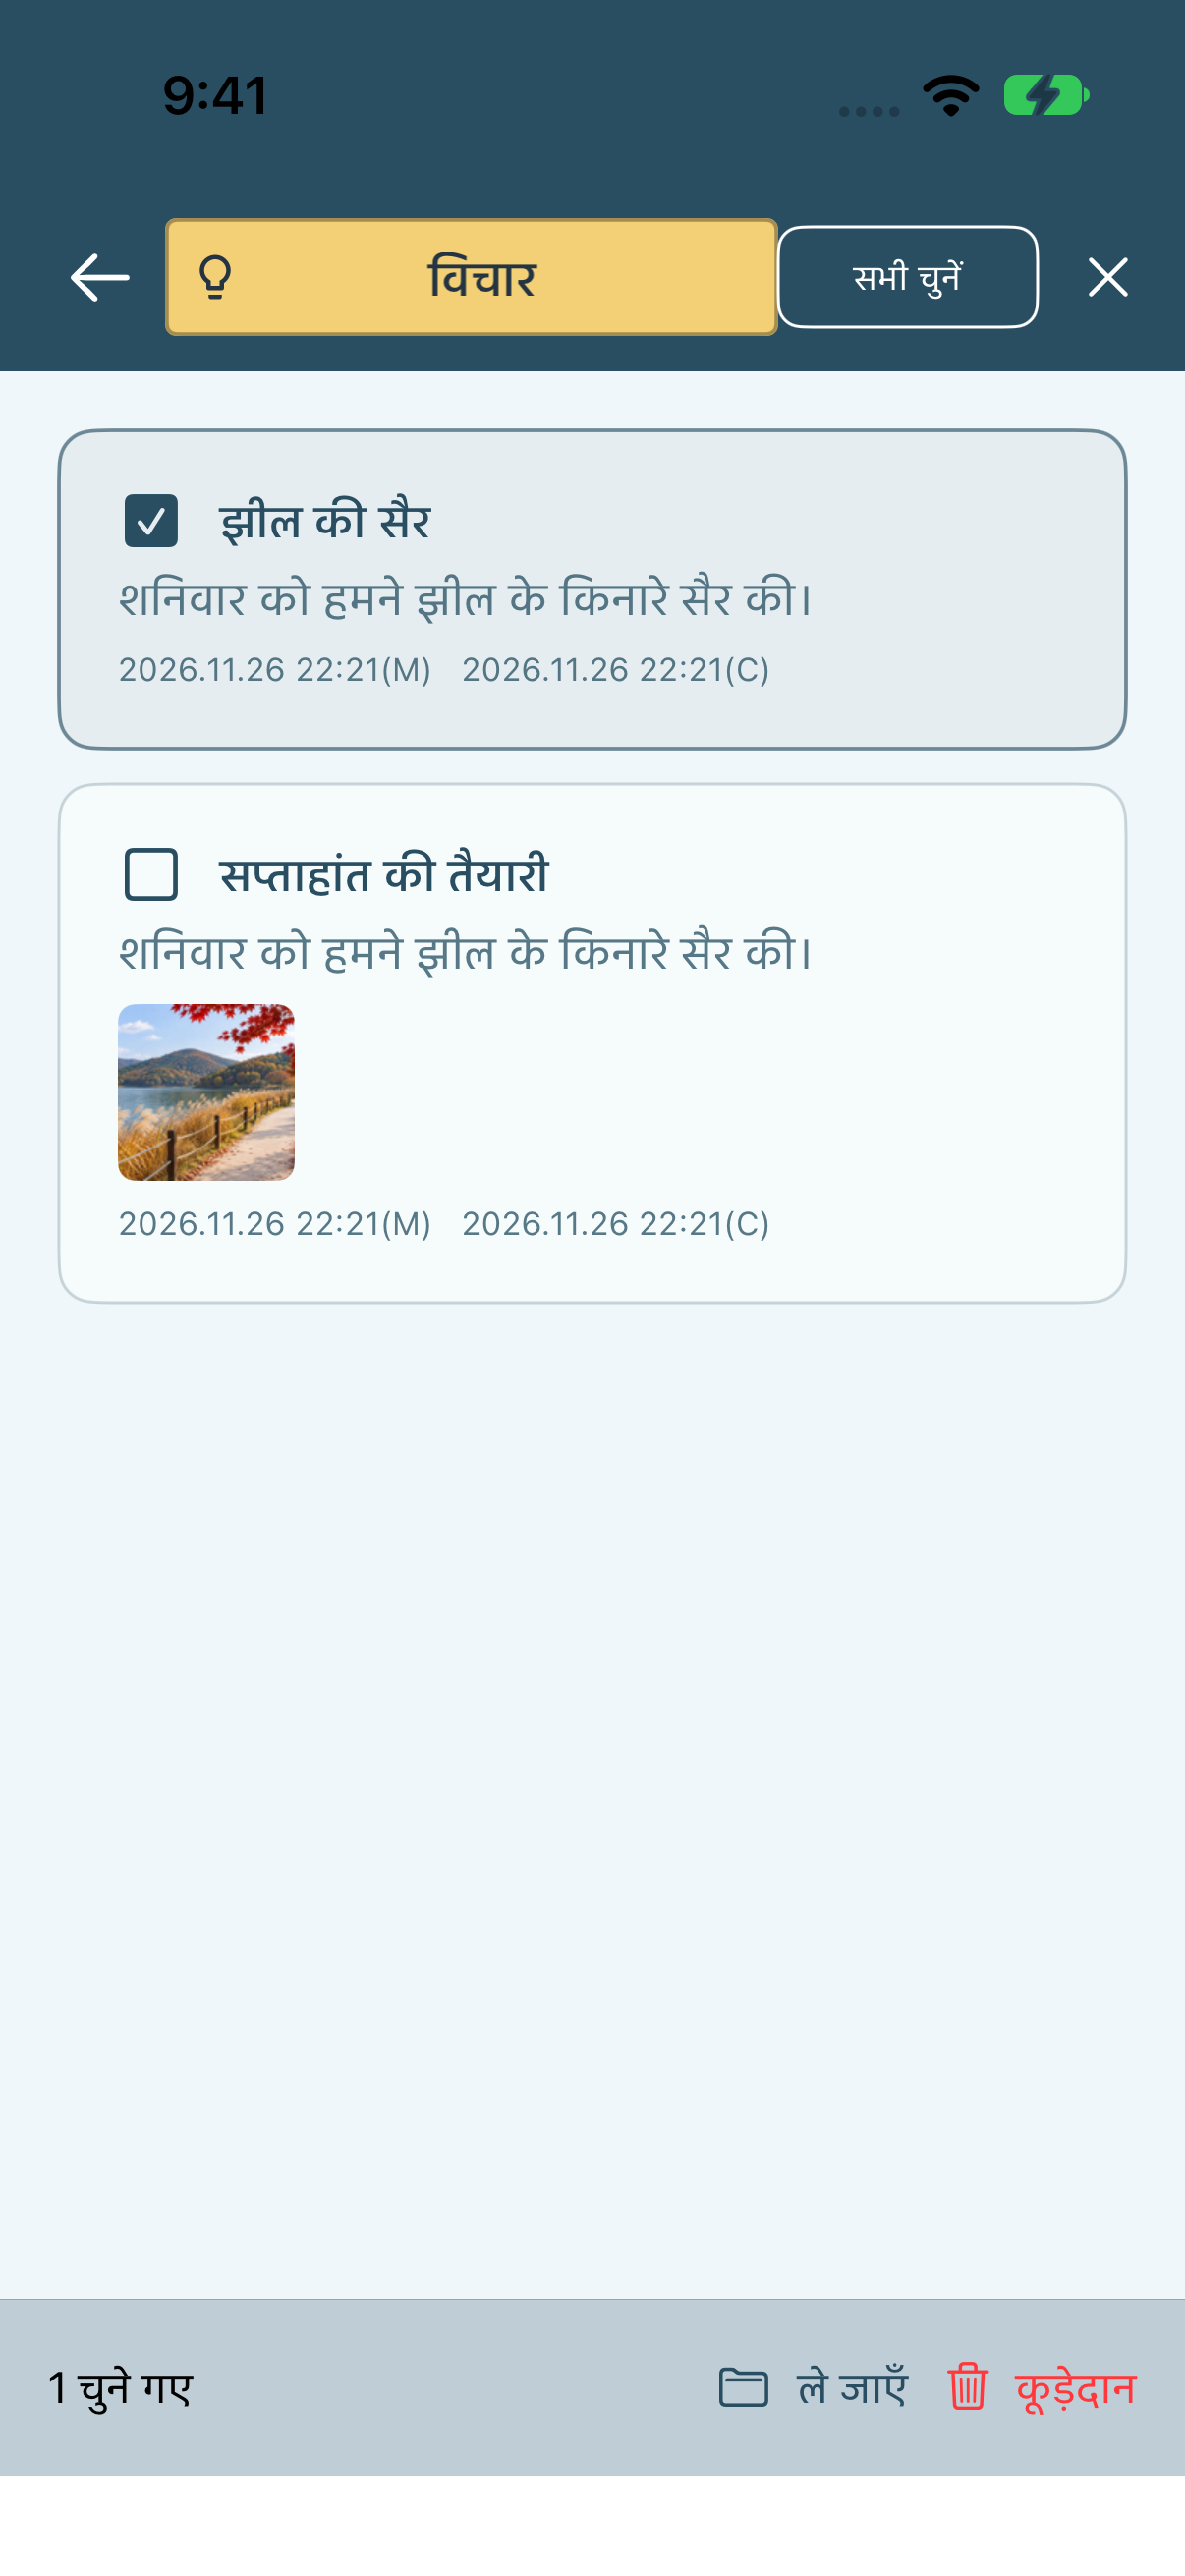 9:41
विचार
सभी चुनें
झील की सैर
शनिवार को हमने झील के किनारे सैर की।
2026.11.26 22:21(M) 2026.11.26 22:21(C)
सप्ताहांत की तैयारी
शनिवार को हमने झील के किनारे सैर की।
2026.11.26 22:21(M) 2026.11.26 22:21(C)
1 चुने गए
ले जाएँ
कूड़ेदान